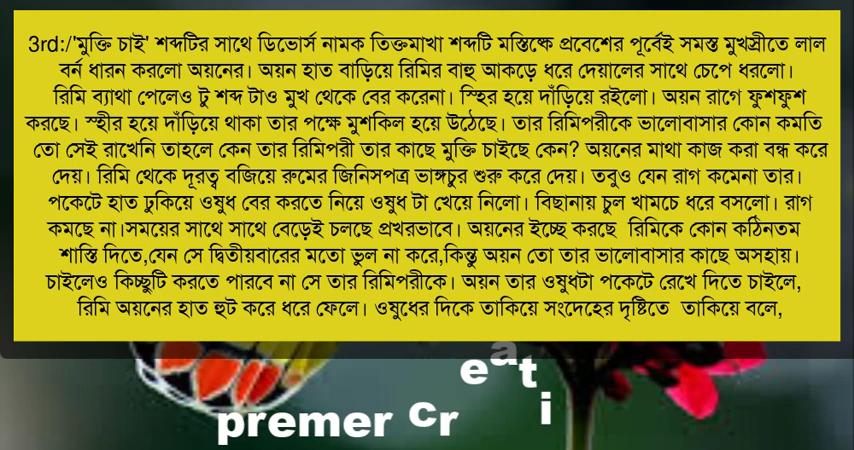 3rd:/'মুক্তি চাই' শব্দটির সাথে ডিভোর্স নামক তিক্তমাখা শব্দটি মস্তিষ্কে প্রবেশের পূর্বেই সমস্ত মুখশ্রীতে লাল
বর্ন ধারন করলো অয়নের। অয়ন হাত বাড়িয়ে রিমির বাহু আকড়ে ধরে দেয়ালের সাথে চেপে ধরলো।
রিমি ব্যাথা পেলেও টু শব্দ টাও মুখ থেকে বের করেনা। স্হির হয়ে দাঁড়িয়ে রইলো। অয়ন রাগে ফুশফুশ
করছে। স্হীর হয়ে দাঁড়িয়ে থাকা তার পক্ষে মুশকিল হয়ে উঠেছে। তার রিমিপরীকে ভালোবাসার কোন কমতি
তো সেই রাখেনি তাহলে কেন তার রিমিপরী তার কাছে মুক্তি চাইছে কেন? অয়নের মাথা কাজ করা বন্ধ করে
দেয়। রিমি থেকে দূরত্ব বজিয়ে রুমের জিনিসপত্র ভাঙ্গচুর শুরু করে দেয়। তবুও যেন রাগ কমেনা তার।
পকেটে হাত ঢুকিয়ে ওষুধ বের করতে নিয়ে ওষুধ টা খেয়ে নিলো। বিছানায় চুল খামচে ধরে বসলো। রাগ
কমছে না।সময়ের সাথে সাথে বেড়েই চলছে প্রখরভাবে। অয়নের ইচ্ছে করছে রিমিকে কোন কঠিনতম
শাস্তি দিতে,যেন সে দ্বিতীয়বারের মতো ভুল না করে,কিন্তু অয়ন তো তার ভালোবাসার কাছে অসহায়।
চাইলেও কিচ্ছুটি করতে পারবে না সে তার রিমিপরীকে। অয়ন তার ওষুধটা পকেটে রেখে দিতে চাইলে,
রিমি অয়নের হাত হুট করে ধরে ফেলে। ওষুধের দিকে তাকিয়ে সংদেহের দৃষ্টিতে তাকিয়ে বলে,
premer Cr e a t i